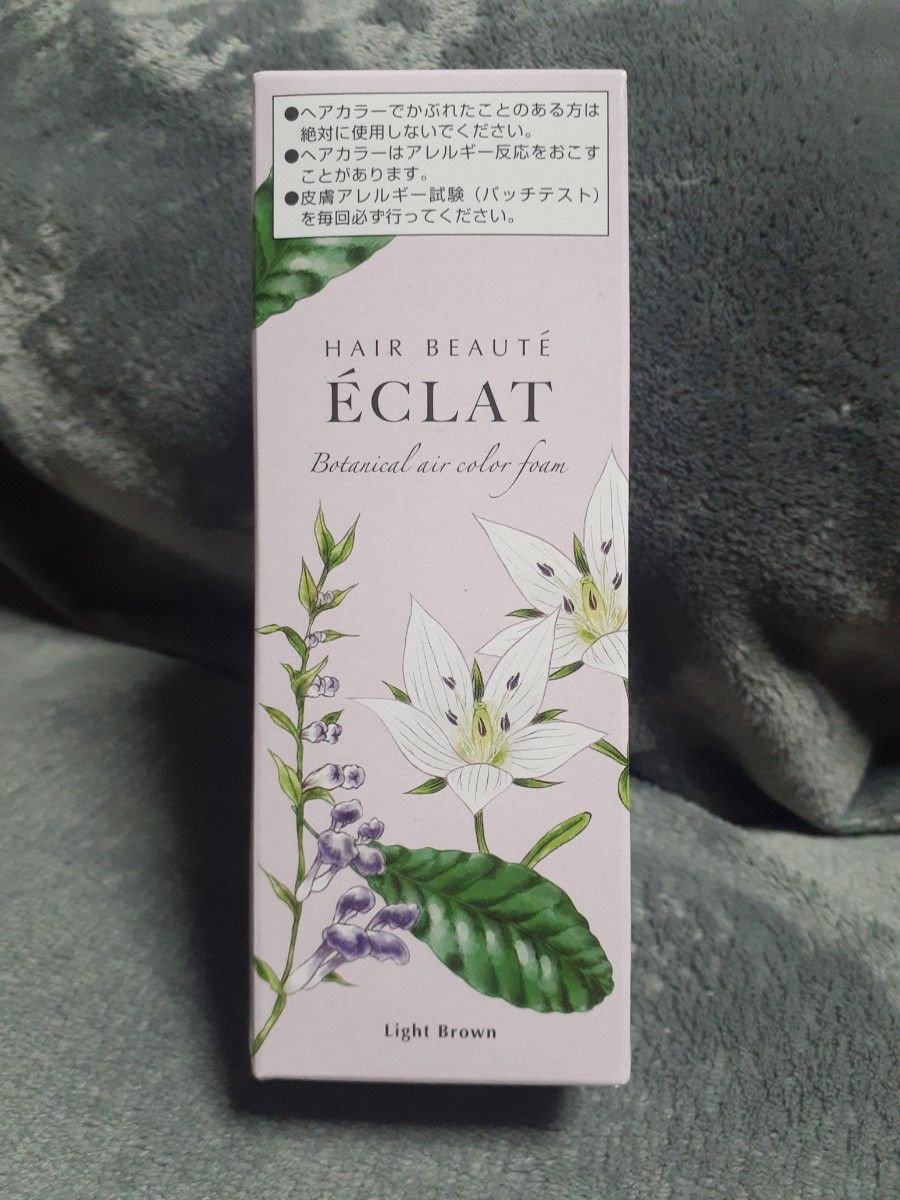 ●ヘアカラーでかぶれたことのある方は
絶対に使用しないでください。
●ヘアカラーはアレルギー反応をおこす
ことがあります。
●皮膚アレルギー試験（パッチテスト）
を毎回必ず行ってください。
HAIR BEAUTÉ
ÉCLAT
Botanical air color foam
Light Brown